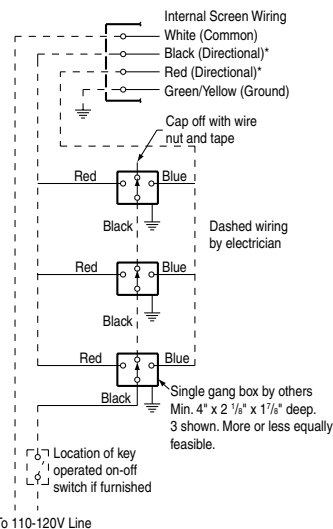 Internal Screen Wiring
White (Common)
Black (Directional)*
Red (Directional)*
Green/Yellow (Ground)
Cap off with wire
nut and tape
Red
Blue
Black
Dashed wiring
by electrician
Red
Blue
Black
Red
Blue
Black
Single gang box by others
Min. 4" x 2 1/8" x 1 7/8" deep.
3 shown. More or less equally
feasible.
Location of key
operated on-off
switch if furnished
To 110-120V Line